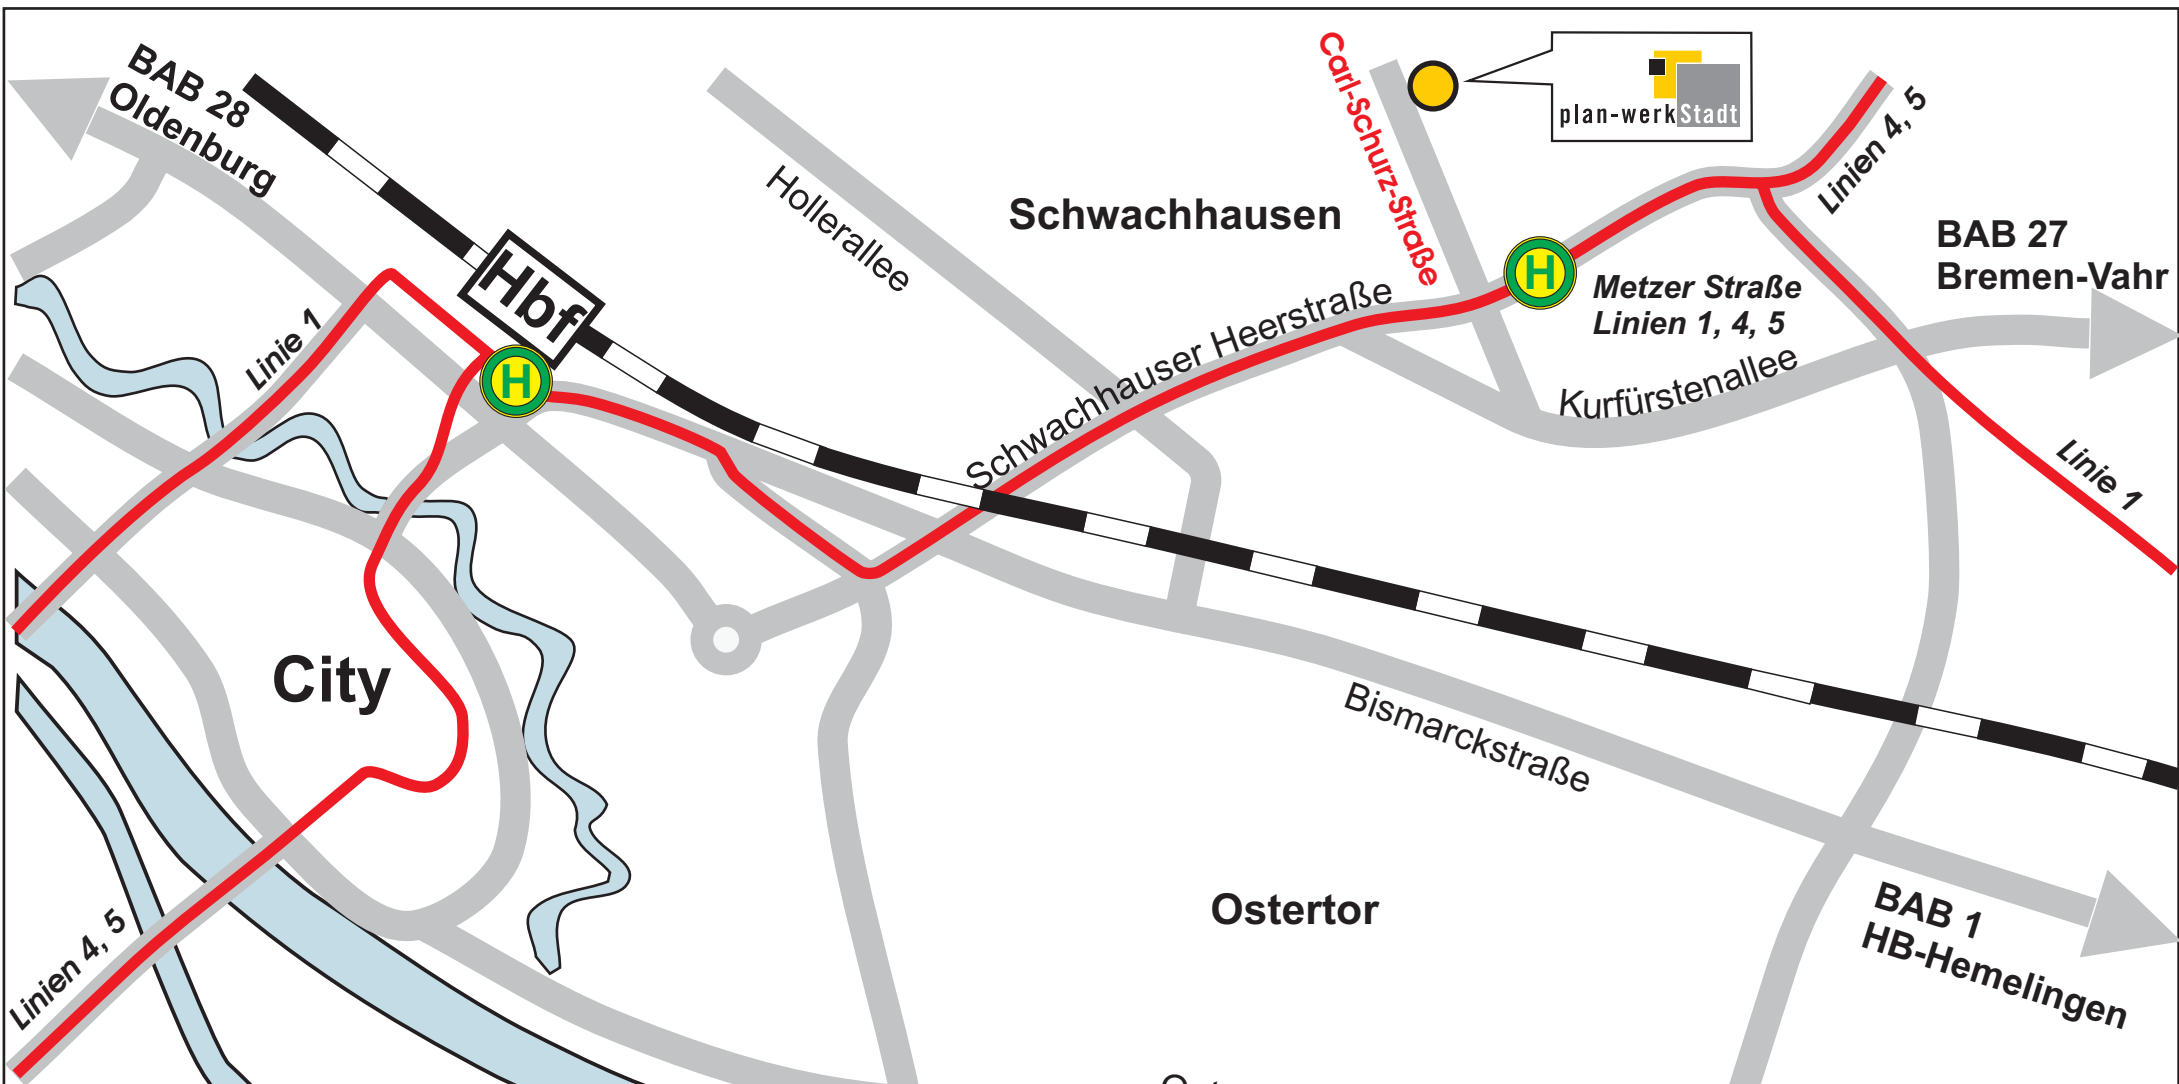 BAB 28
Oldenburg
Hbf
H
Linie 1
Hollerallee
Schwachhausen
Carl-Schurz-Straße
plan-werkStadt
Linien 4, 5
H
Metzer Straße
Linien 1, 4, 5
BAB 27
Bremen-Vahr
Schwachhauser Heerstraße
Kurfürstenallee
Linie 1
City
Bismarckstraße
Ostertor
BAB 1
HB-Hemelingen
Linien 4, 5